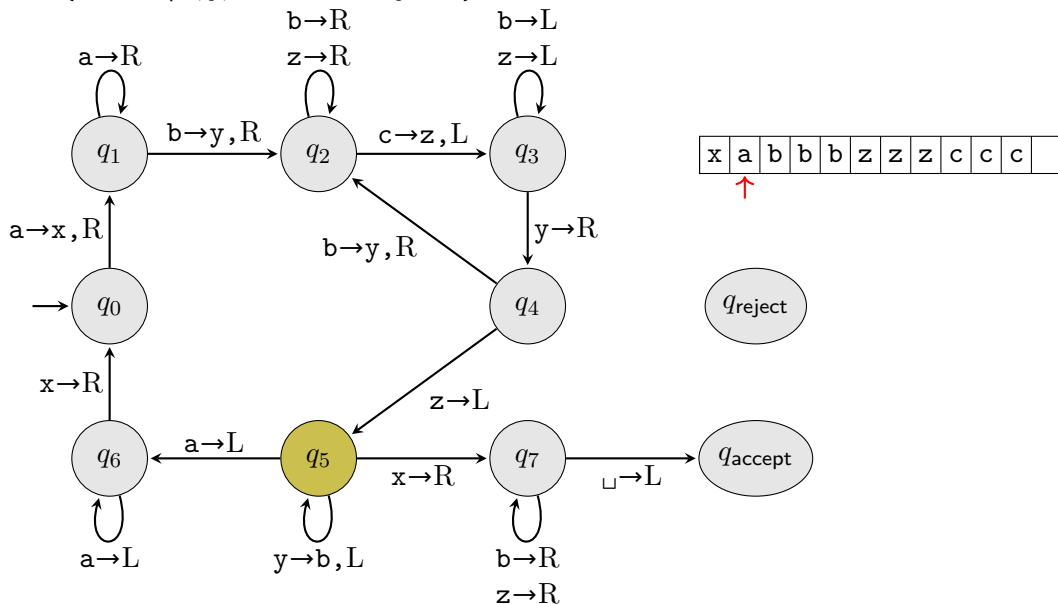 b→R b→L
a→R z→R z→L
q1 b→y,R q2 c→z,L q3 x a b b b z z z c c c
a→x,R b→y,R y→R
q0 q4 qreject
x→R z→L
q6 a→L q5 x→R q7 ␣→L qaccept
a→L y→b,L b→R
z→R